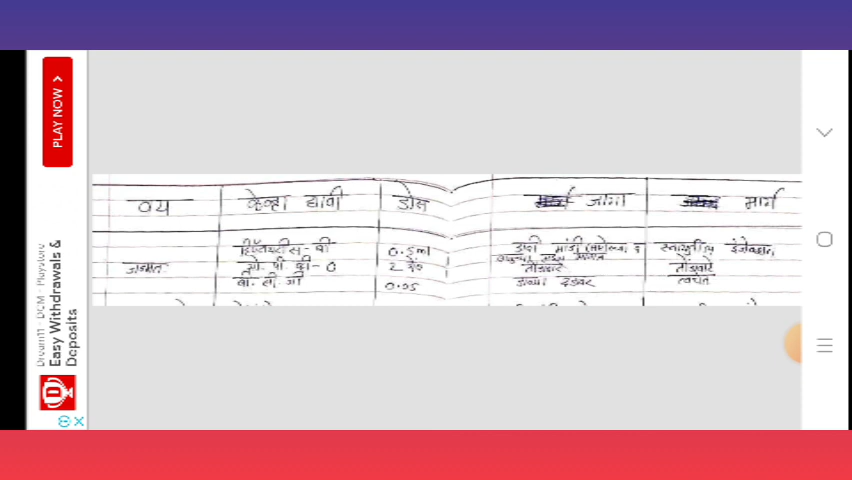 PLAY NOW >
Dream11 - DCM - Playstore
Easy Withdrawals &
Deposits
वय केव्हा द्यावी डोस जागा मार्ग
हिपॅटायटीस-बी 0.5ml उजवी मांडी स्नायुतील इंजेक्शन
जन्मतः ओ. पी. व्ही-0 2 थेंब तोंडाद्वारे तोंडावाटे
बी. सी. जी 0.05 डाव्या दंडावर त्वचेत